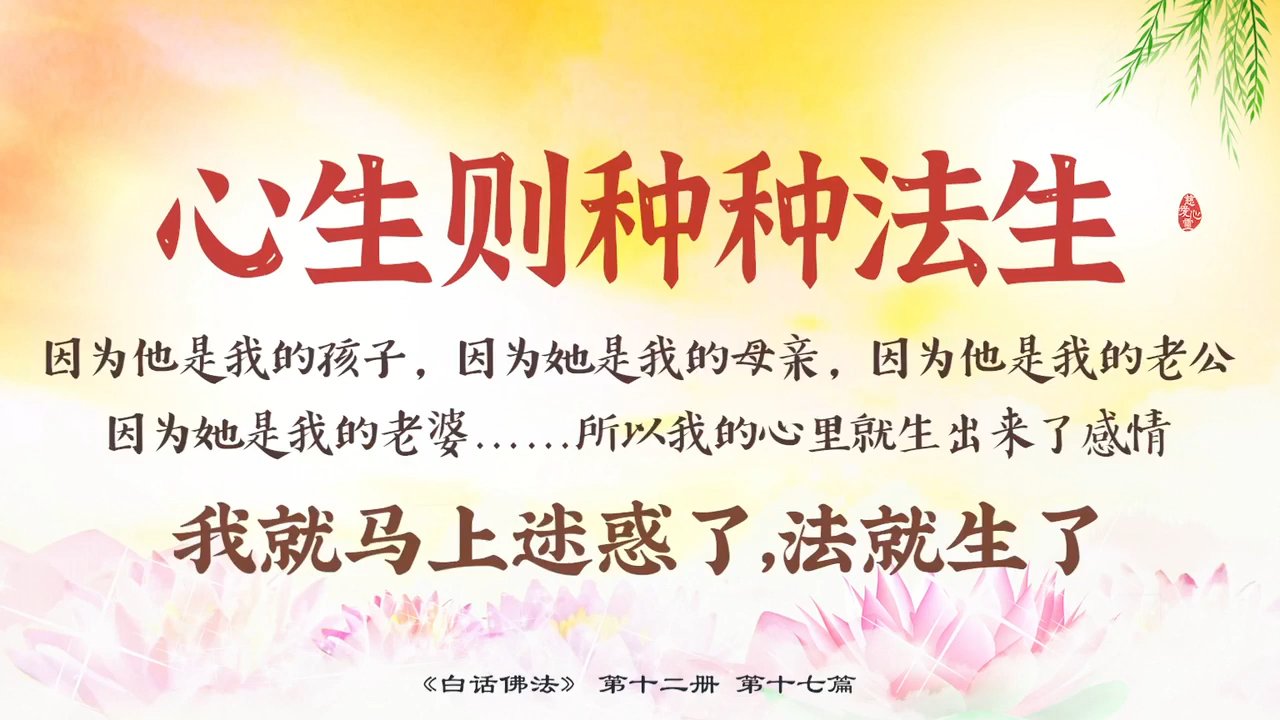 心生则种种法生
因为他是我的孩子，因为她是我的母亲，因为他是我的老公
因为她是我的老婆……所以我的心里就生出来了感情
我就马上迷惑了,法就生了
《白话佛法》 第十二册 第十七篇